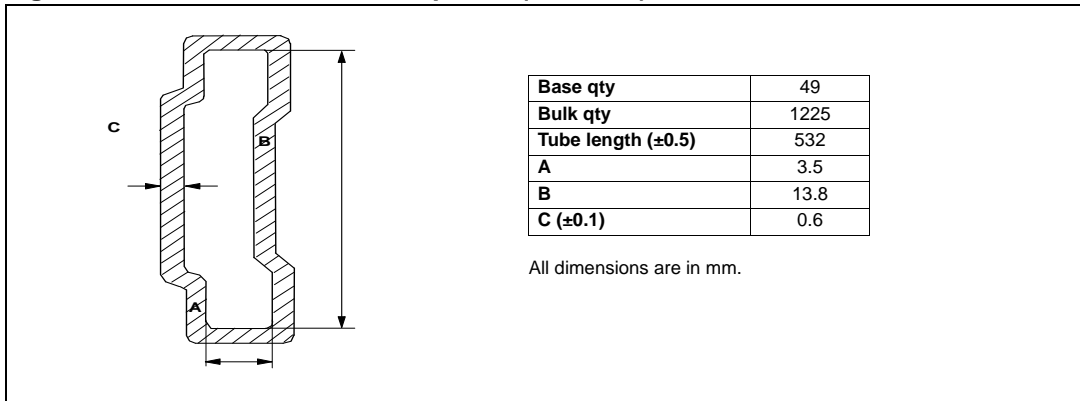 C
B
A
Base qty 49
Bulk qty 1225
Tube length (±0.5) 532
A 3.5
B 13.8
C (±0.1) 0.6
All dimensions are in mm.